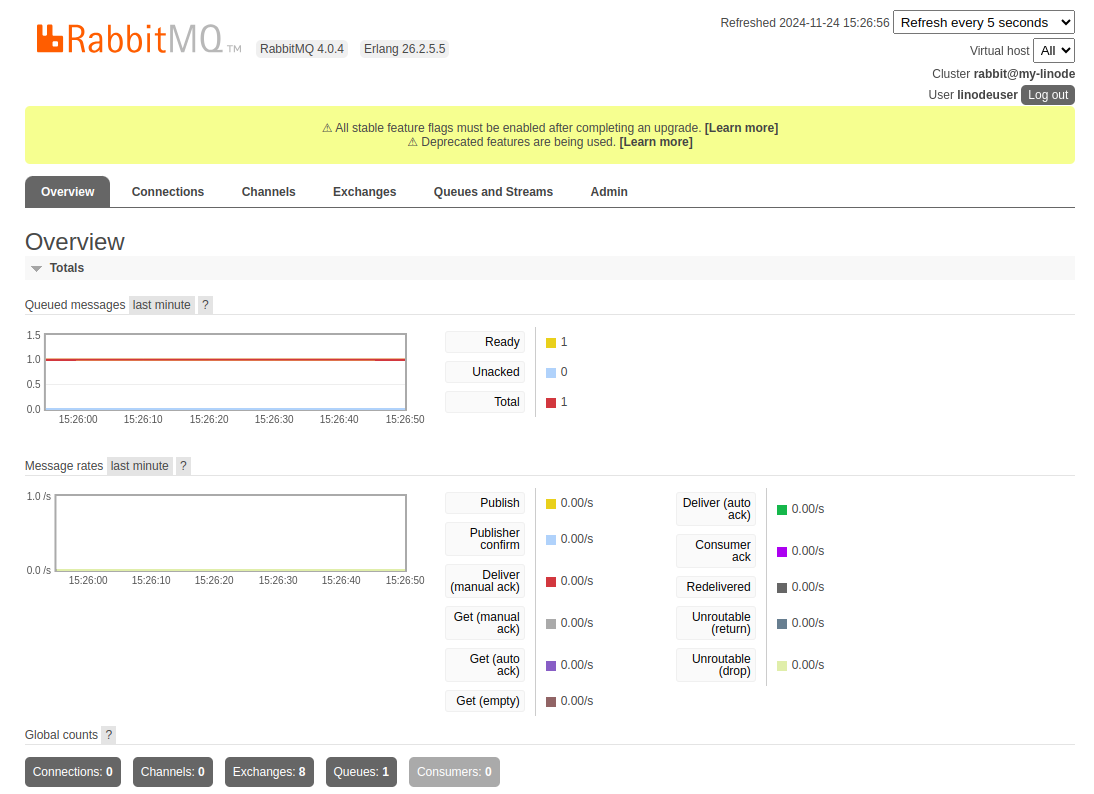 RabbitMQ TM RabbitMQ 4.0.4 Erlang 26.2.5.5
Refreshed 2024-11-24 15:26:56 Refresh every 5 seconds
Virtual host All
Cluster rabbit@my-linode
User linodeuser Log out
⚠ All stable feature flags must be enabled after completing an upgrade. [Learn more]
⚠ Deprecated features are being used. [Learn more]
Overview Connections Channels Exchanges Queues and Streams Admin
Overview
Totals
Queued messages last minute ?
1.5
1.0
0.5
0.0
15:26:00 15:26:10 15:26:20 15:26:30 15:26:40 15:26:50
Ready 1
Unacked 0
Total 1
Message rates last minute ?
1.0 /s
0.0 /s
15:26:00 15:26:10 15:26:20 15:26:30 15:26:40 15:26:50
Publish 0.00/s
Publisher
confirm 0.00/s
Deliver
(manual ack) 0.00/s
Get (manual
ack) 0.00/s
Get (auto
ack) 0.00/s
Get (empty) 0.00/s
Deliver (auto
ack) 0.00/s
Consumer
ack 0.00/s
Redelivered 0.00/s
Unroutable
(return) 0.00/s
Unroutable
(drop) 0.00/s
Global counts ?
Connections: 0 Channels: 0 Exchanges: 8 Queues: 1 Consumers: 0